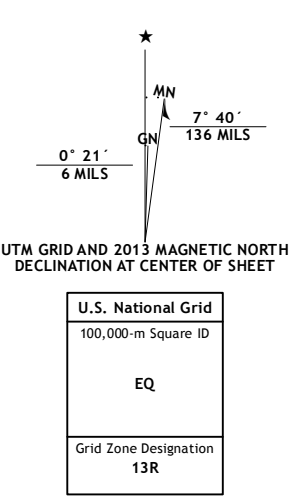 ★
MN
7° 40´
136 MILS
GN
0° 21´
6 MILS
UTM GRID AND 2013 MAGNETIC NORTH
DECLINATION AT CENTER OF SHEET
U.S. National Grid
100,000-m Square ID
EQ
Grid Zone Designation
13R